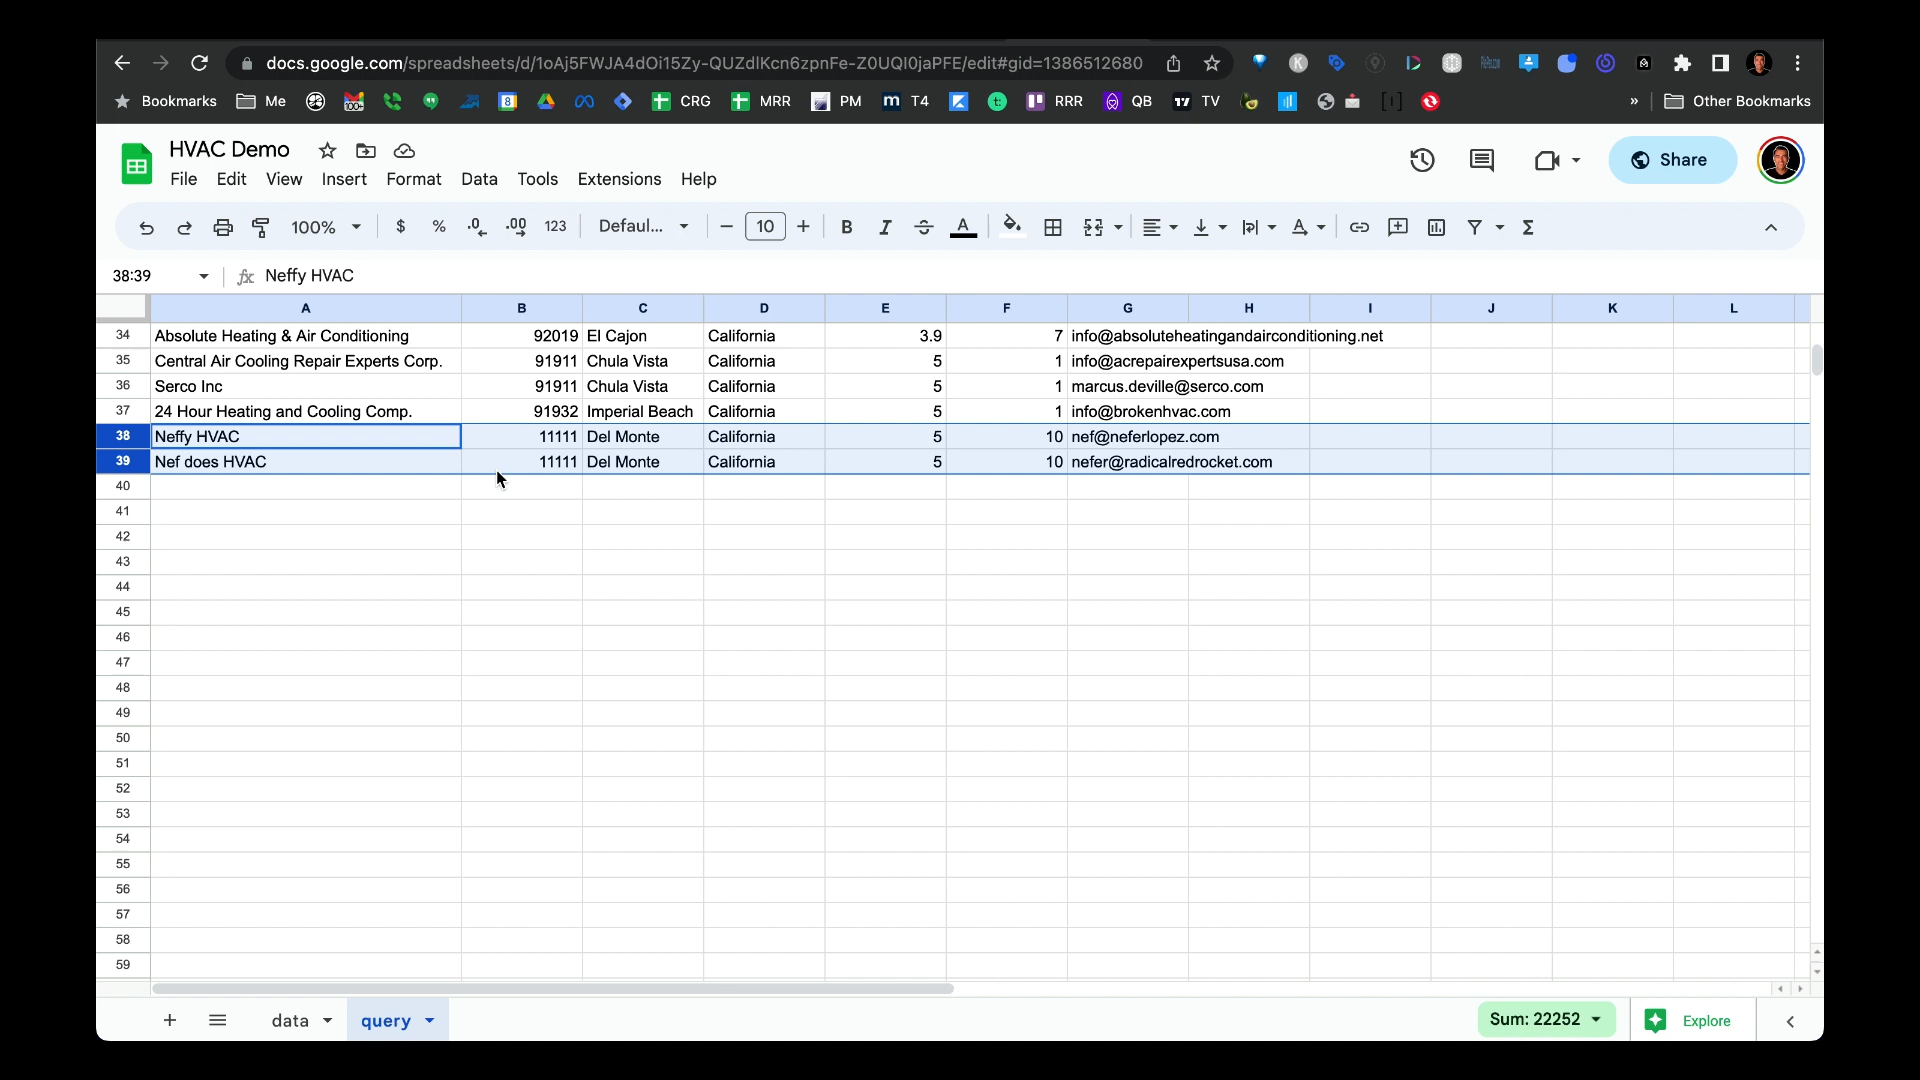 docs.google.com/spreadsheets/d/1oAj5FWJA4dOi15Zy-QUZdIKcn6zpnFe-Z0UQI0jaPFE/edit#gid=1386512680
Bookmarks Me CRG MRR PM T4 RRR QB TV » Other Bookmarks
HVAC Demo
File Edit View Insert Format Data Tools Extensions Help
Share
100% $ % .0 .00 123 Defaul... 10 B I A
38:39 fx Neffy HVAC
A B C D E F G H I J K L
34 Absolute Heating & Air Conditioning 92019 El Cajon California 3.9 7 info@absoluteheatingandairconditioning.net
35 Central Air Cooling Repair Experts Corp. 91911 Chula Vista California 5 1 info@acrepairexpertsusa.com
36 Serco Inc 91911 Chula Vista California 5 1 marcus.deville@serco.com
37 24 Hour Heating and Cooling Comp. 91932 Imperial Beach California 5 1 info@brokenhvac.com
38 Neffy HVAC 11111 Del Monte California 5 10 nef@neferlopez.com
39 Nef does HVAC 11111 Del Monte California 5 10 nefer@radicalredrocket.com
40
41
42
43
44
45
46
47
48
49
50
51
52
53
54
55
56
57
58
59
data query Sum: 22252 Explore